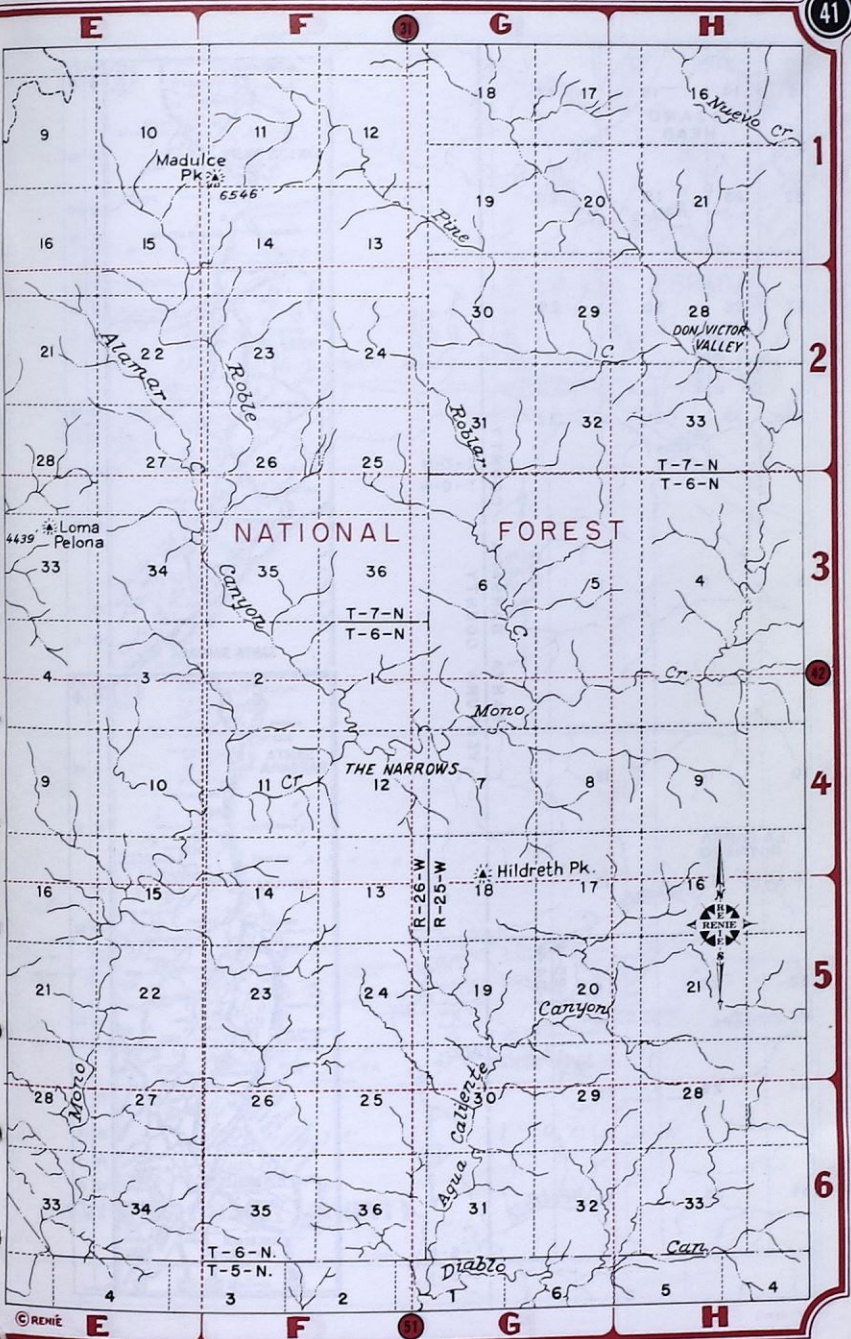 41
E F 31 G H
18 17 16 Nuevo Cr
9 10 11 12
1
Madulce
Pk
6546'
19 20 21
Pine
16 15 14 13
30 29 28
DON VICTOR
VALLEY
Alamar
21 22 23 24
C.
2
Roble
Roblar
31 32 33
28 27 C 26 25
T-7-N
T-6-N
4439' Loma
Pelona
NATIONAL FOREST
33 34 35 36
6 5 4
3
Canyon
T-7-N
T-6-N
C.
4 3 2 1
Cr
42
Mono
THE NARROWS
9 10 11 Cr 12 7 8 9
4
Hildreth Pk.
16 15 14 13 18 17 16
R-26-W
R-25-W
N
RENIE
RENIE
S
21 22 23 24 19 20 21
5
Canyon
Mono
Agua Caliente
28 27 26 25 30 29 28
33 34 35 36 31 32 33
6
T-6-N.
T-5-N.
Diablo Can.
4 3 2 1 6 5 4
© RENIÉ
E F 51 G H